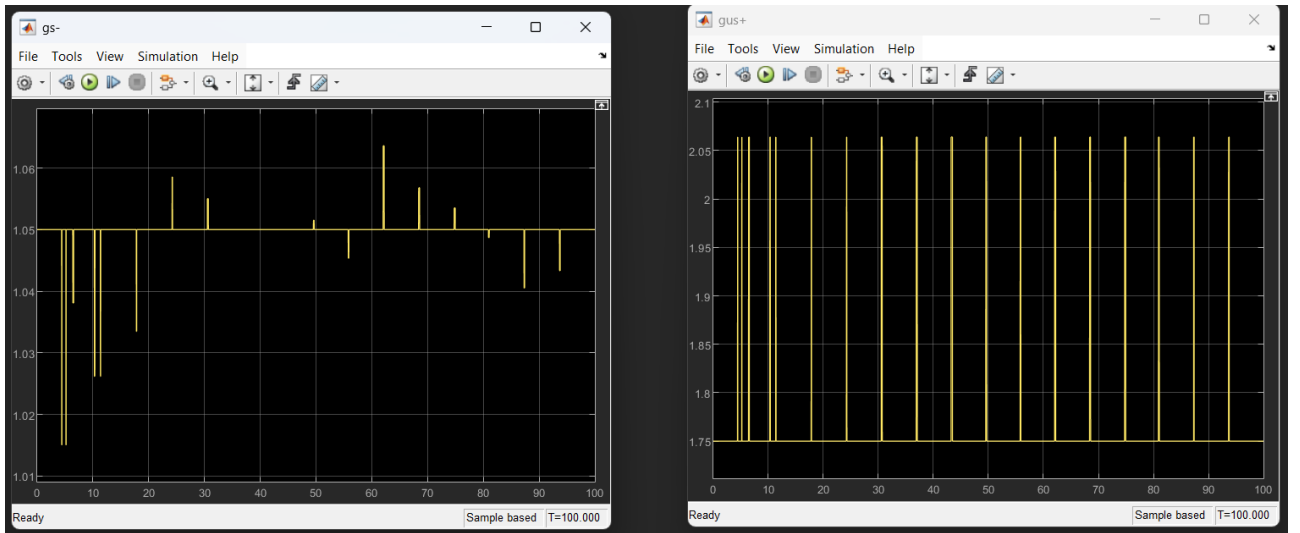 gs-
File Tools View Simulation Help
1.06
1.05
1.04
1.03
1.02
1.01
0 10 20 30 40 50 60 70 80 90 100
Ready Sample based T=100.000
gus+
File Tools View Simulation Help
2.1
2.05
2
1.95
1.9
1.85
1.8
1.75
0 10 20 30 40 50 60 70 80 90 100
Ready Sample based T=100.000